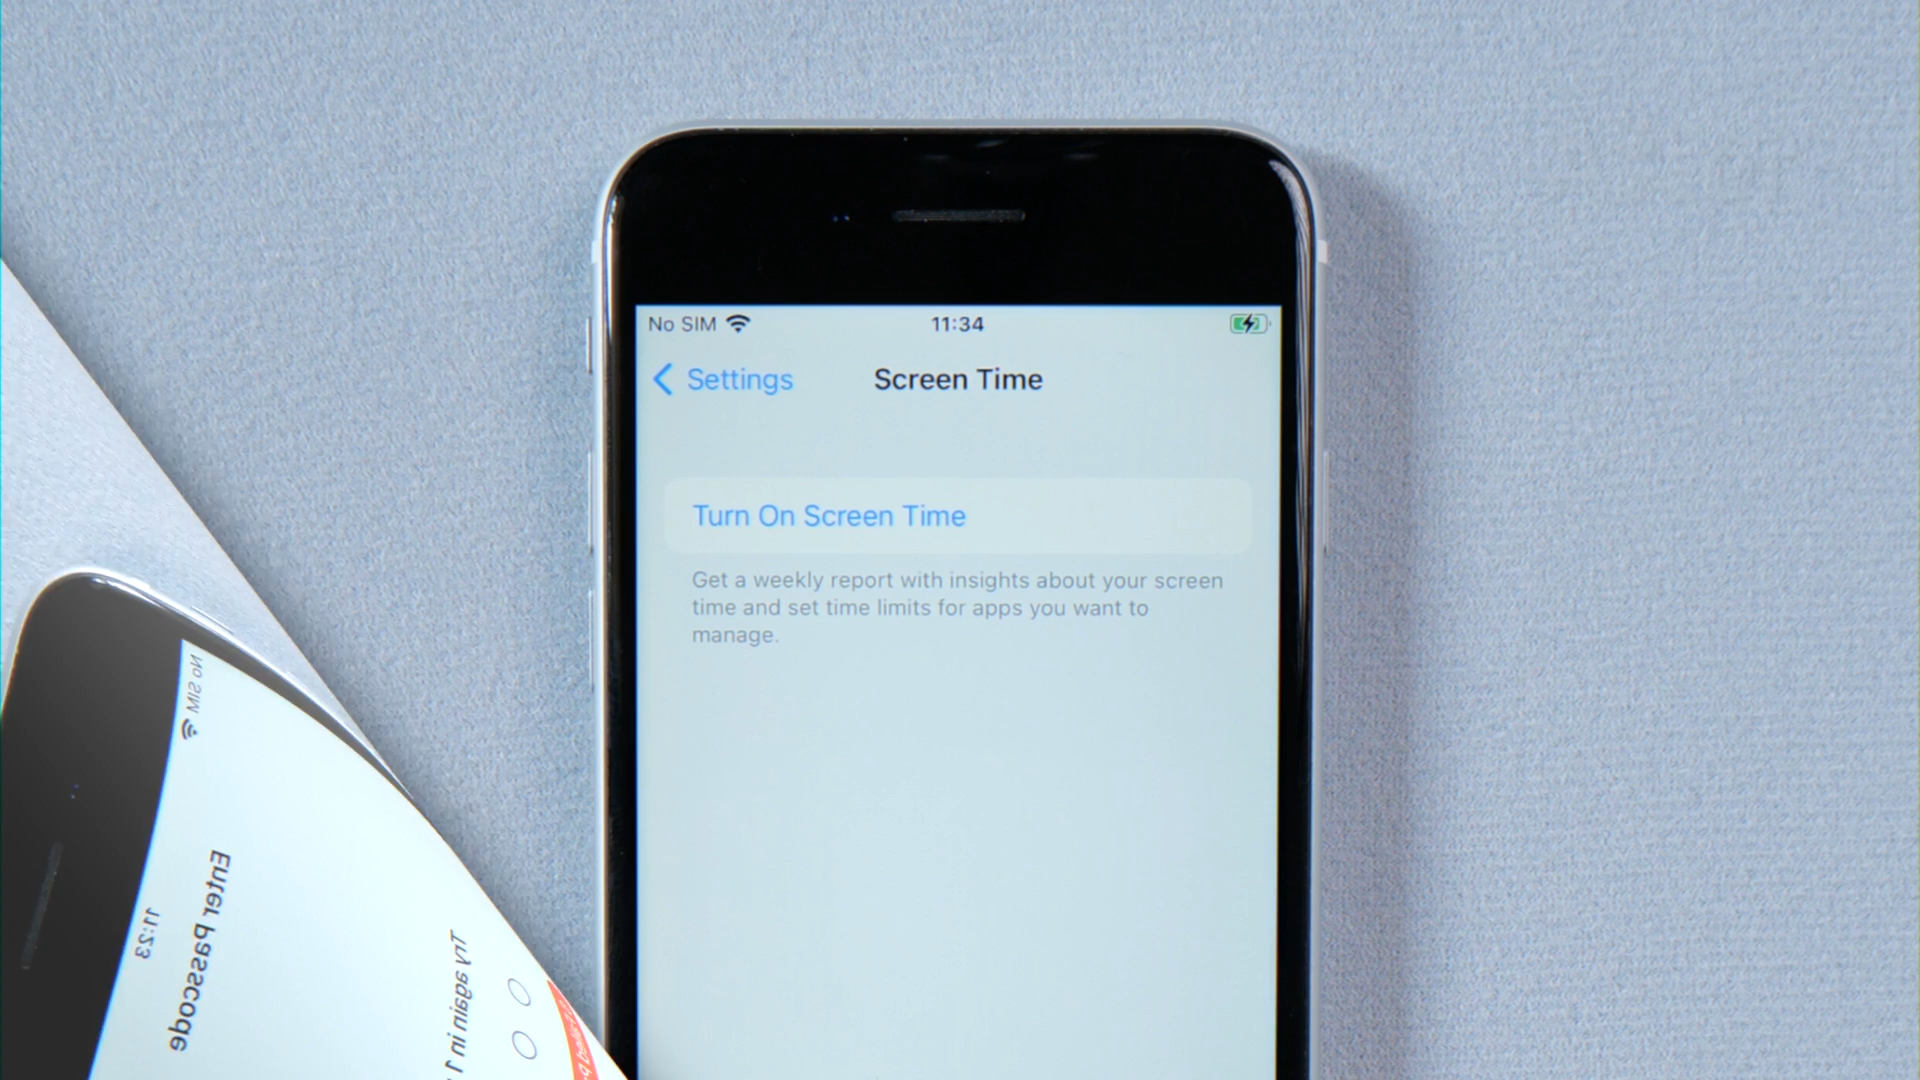 No SIM
11:34
Settings
Screen Time
Turn On Screen Time
Get a weekly report with insights about your screen
time and set time limits for apps you want to
manage.
No SIM
11:23
Enter Passcode
Try again in